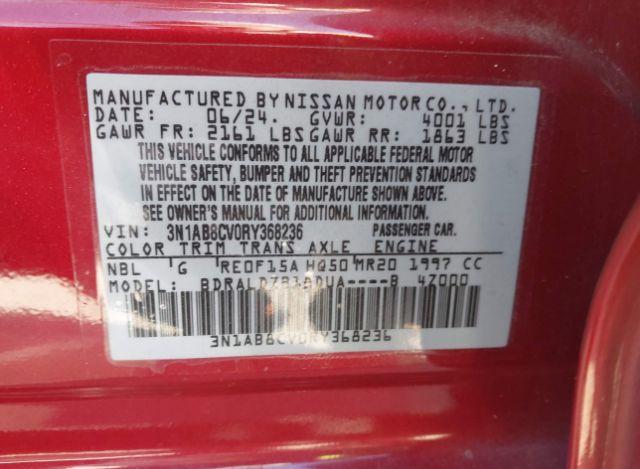 MANUFACTURED BY NISSAN MOTOR CO., LTD.
DATE: 06/24. GVWR: 4001 LBS
GAWR FR: 2161 LBS GAWR RR: 1863 LBS
THIS VEHICLE CONFORMS TO ALL APPLICABLE FEDERAL MOTOR
VEHICLE SAFETY, BUMPER AND THEFT PREVENTION STANDARDS
IN EFFECT ON THE DATE OF MANUFACTURE SHOWN ABOVE.
SEE OWNER'S MANUAL FOR ADDITIONAL INFORMATION.
VIN: 3N1AB8CV0RY368236 PASSENGER CAR.
COLOR TRIM TRANS AXLE ENGINE
NBL G RE0F15A HQ50 MR20 1997 CC
MODEL: 4Z000
3N1AB8CV0RY368236